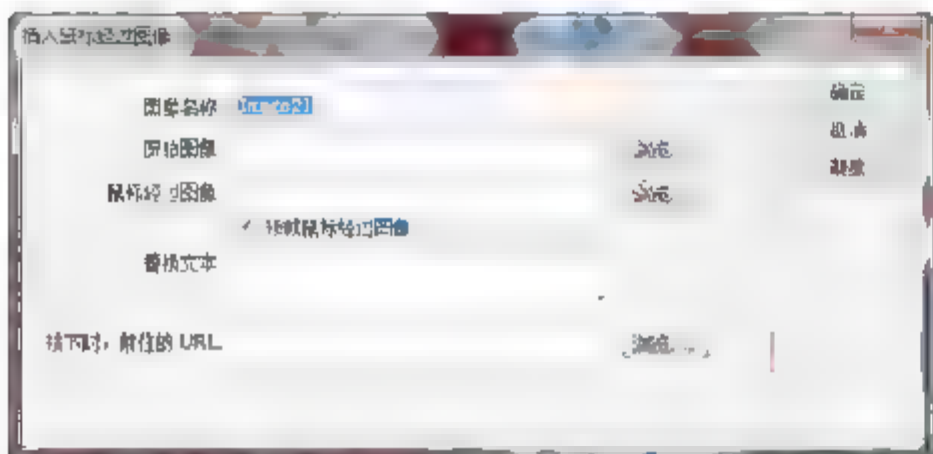 插入鼠标经过图像
图像名称
确定
原始图像
浏览
取消
帮助
鼠标经过图像
浏览
✓ 预载鼠标经过图像
替换文本
按下时，前往的 URL
浏览...